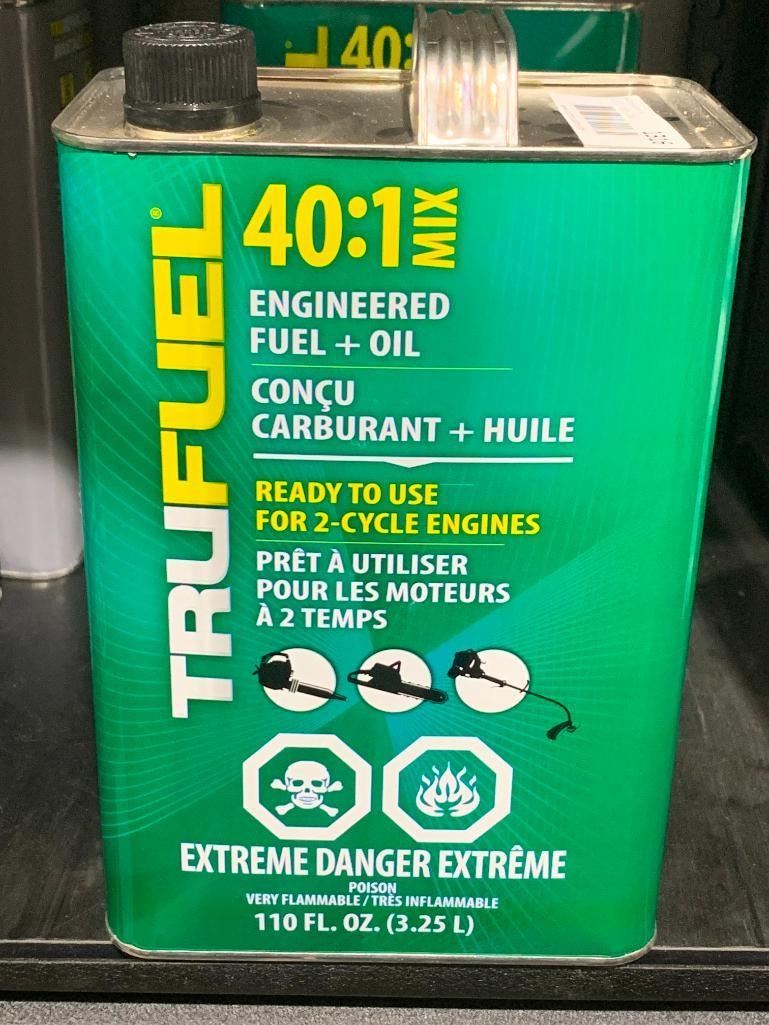 40:
TRUFUEL®
40:1 MIX
ENGINEERED
FUEL + OIL
CONÇU
CARBURANT + HUILE
READY TO USE
FOR 2-CYCLE ENGINES
PRÊT À UTILISER
POUR LES MOTEURS
À 2 TEMPS
EXTREME DANGER EXTRÊME
POISON
VERY FLAMMABLE / TRÈS INFLAMMABLE
110 FL. OZ. (3.25 L)